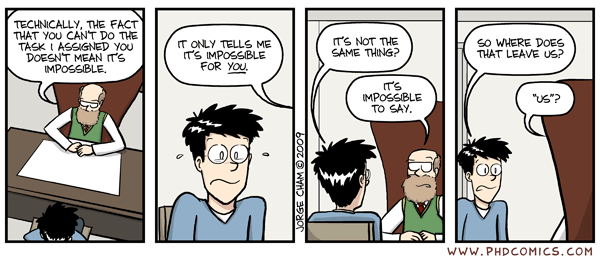 TECHNICALLY, THE FACT
THAT YOU CAN'T DO THE
TASK I ASSIGNED YOU
DOESN'T MEAN IT'S
IMPOSSIBLE.
IT ONLY TELLS ME
IT'S IMPOSSIBLE
FOR YOU.
JORGE CHAM © 2009
IT'S NOT THE
SAME THING?
IT'S
IMPOSSIBLE
TO SAY.
SO WHERE DOES
THAT LEAVE US?
"US"?
WWW.PHDCOMICS.COM